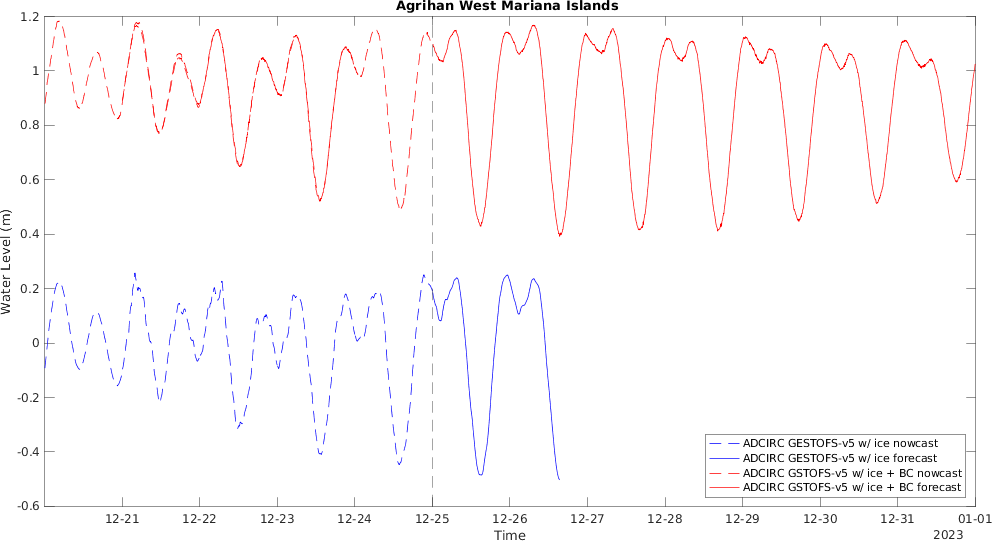 Agrihan West Mariana Islands
Water Level (m)
1.2
1
0.8
0.6
0.4
0.2
0
-0.2
-0.4
-0.6
ADCIRC GESTOFS-v5 w/ ice nowcast
ADCIRC GESTOFS-v5 w/ ice forecast
ADCIRC GSTOFS-v5 w/ ice + BC nowcast
ADCIRC GSTOFS-v5 w/ ice + BC forecast
12-21 12-22 12-23 12-24 12-25 12-26 12-27 12-28 12-29 12-30 12-31 01-01
Time
2023